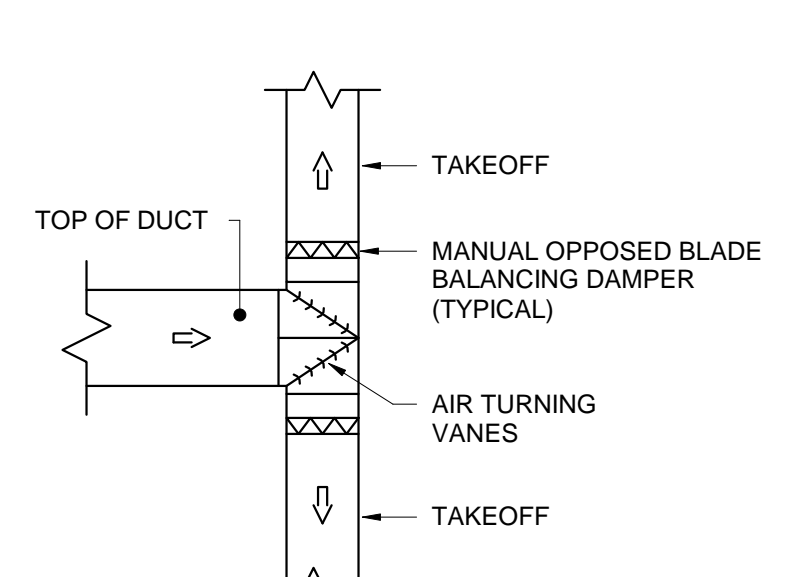 TAKEOFF
TOP OF DUCT
MANUAL OPPOSED BLADE
BALANCING DAMPER
(TYPICAL)
AIR TURNING
VANES
TAKEOFF